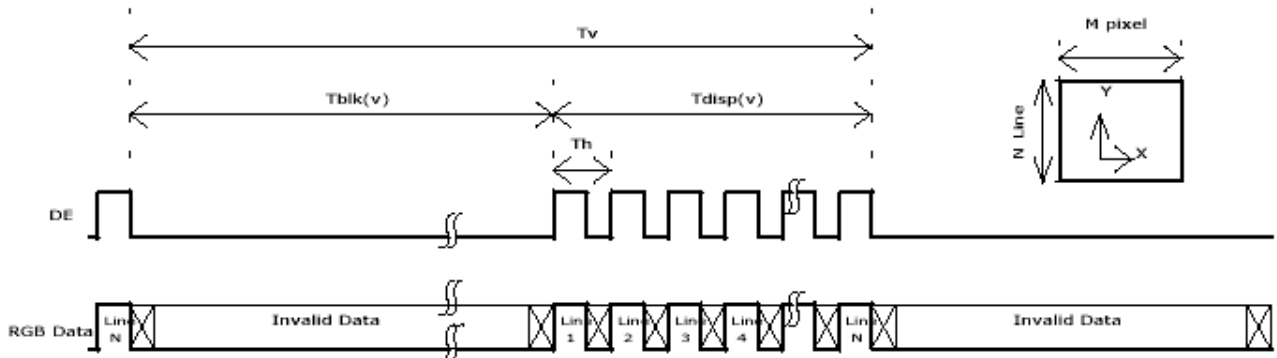 Tv
M pixel
Tblk(v)
Tdisp(v)
Y
N Line
Th
X
DE
RGB Data
Line
N
Invalid Data
Line
1
Line
2
Line
3
Line
4
Line
N
Invalid Data